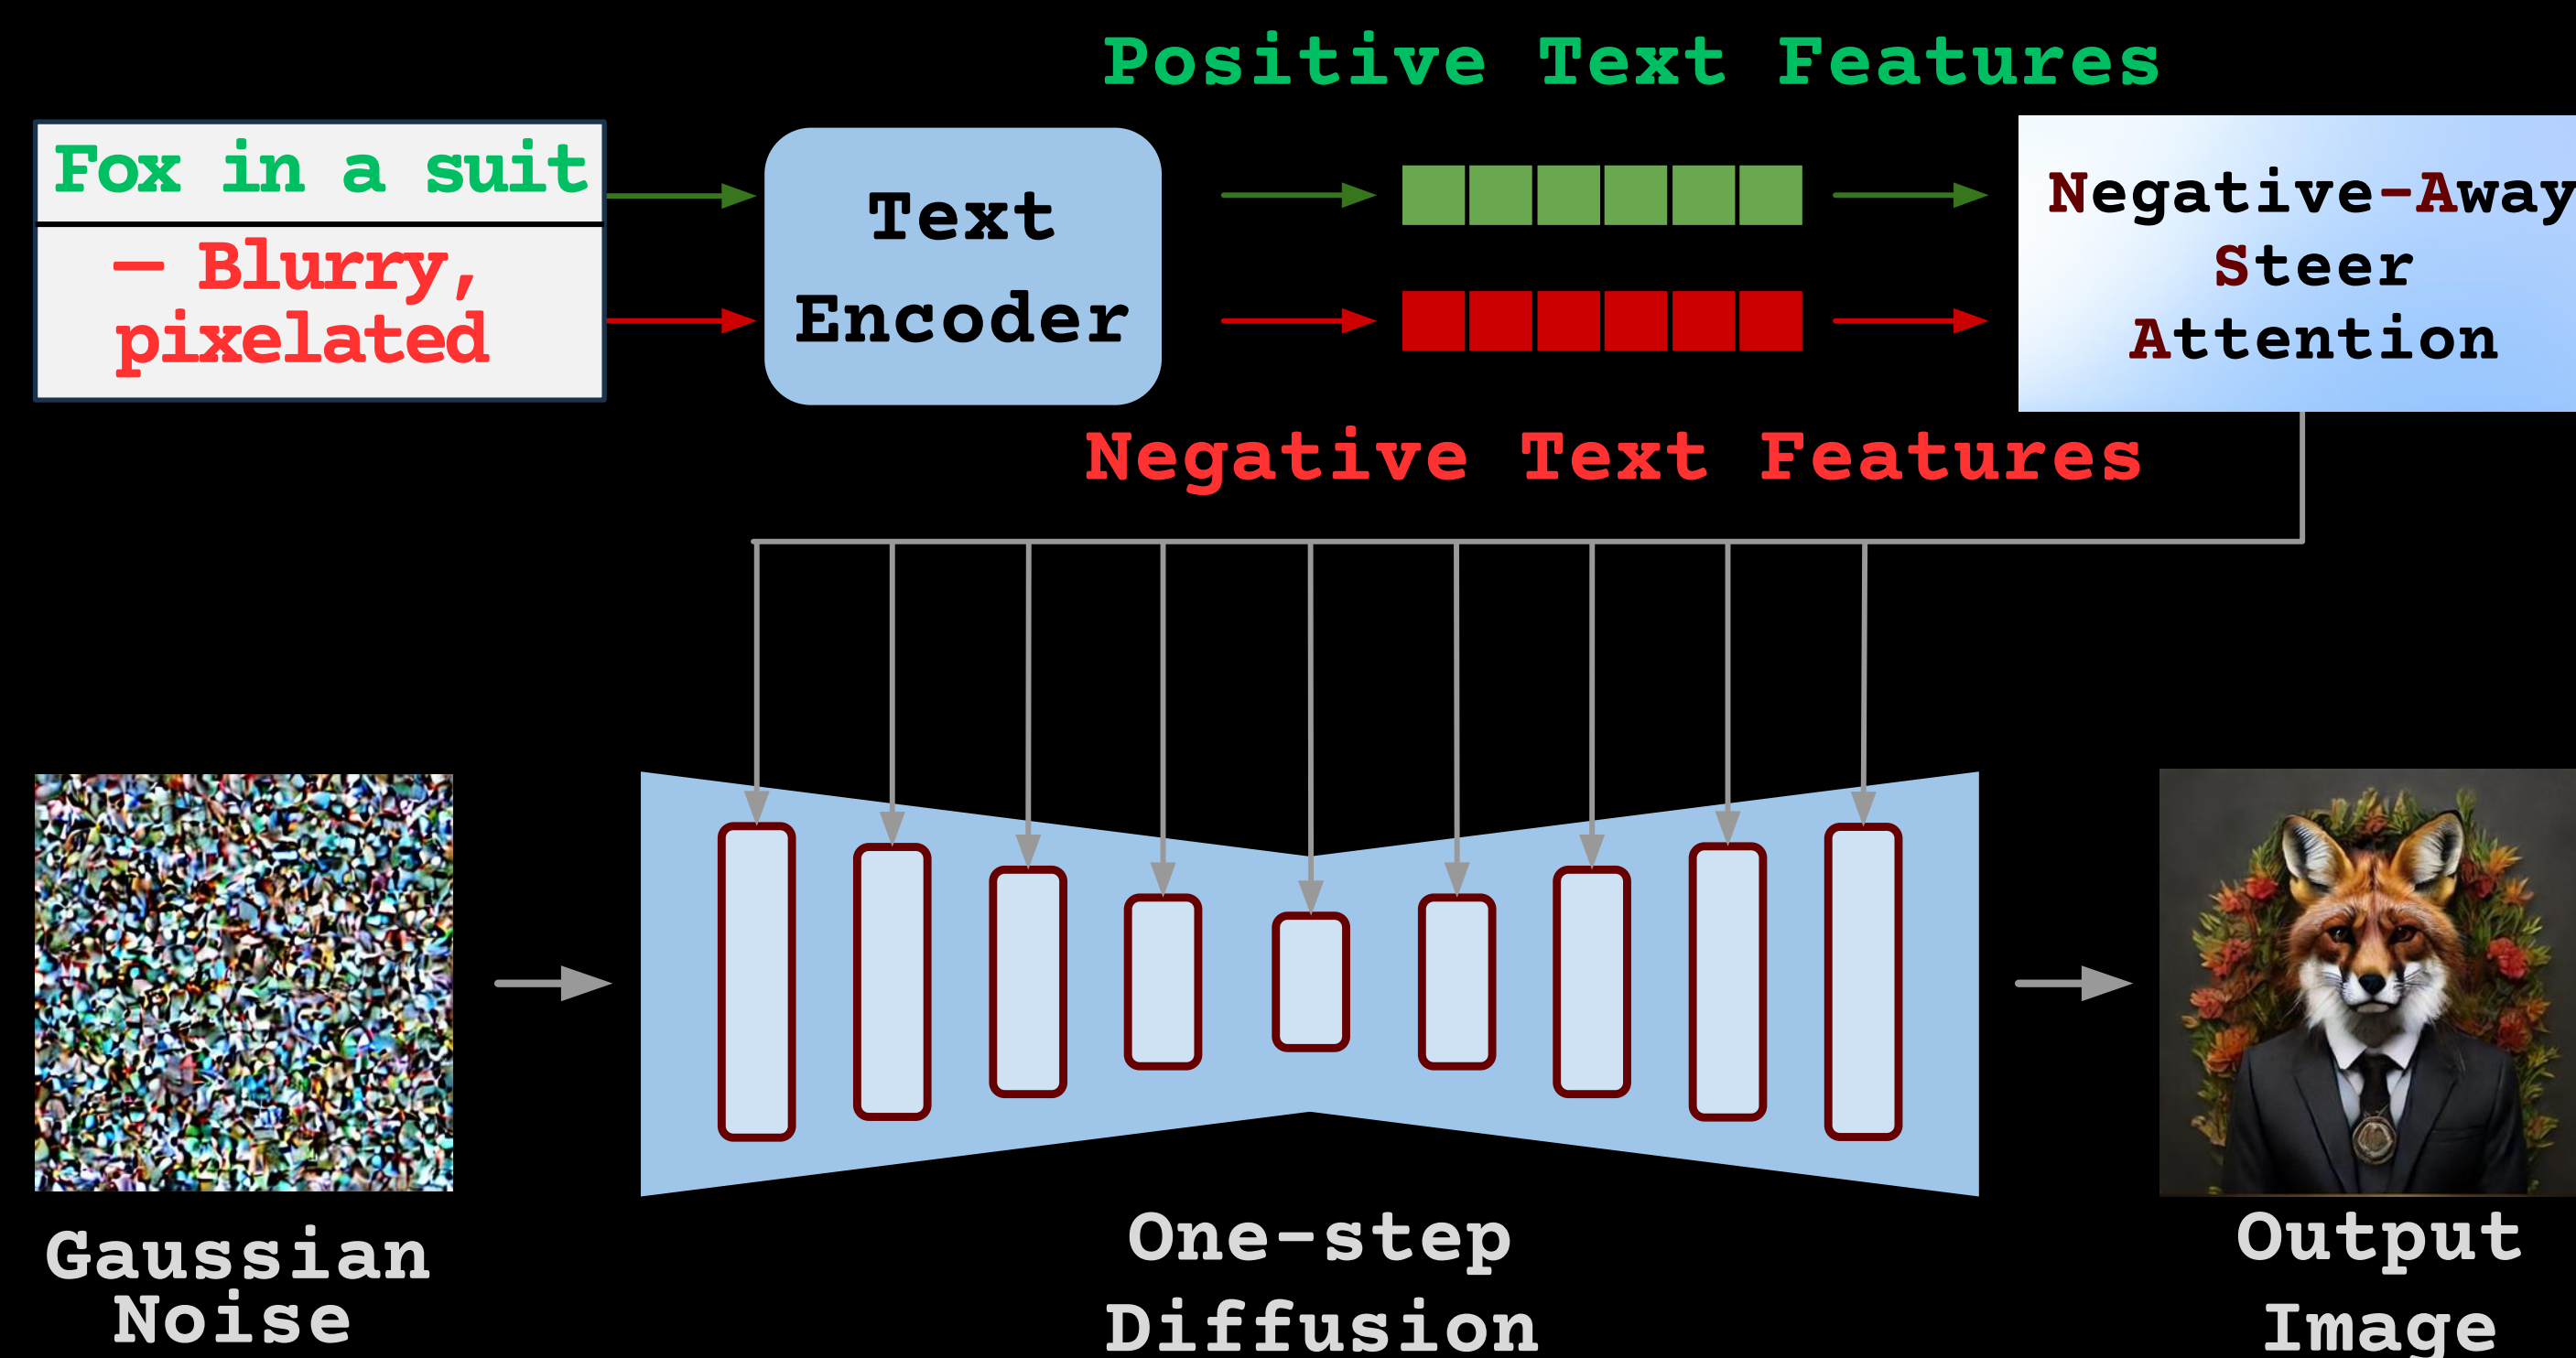 Positive Text Features
Fox in a suit
— Blurry,
pixelated
Text
Encoder
Negative-Away
Steer
Attention
Negative Text Features
Gaussian
Noise
One-step
Diffusion
Output
Image